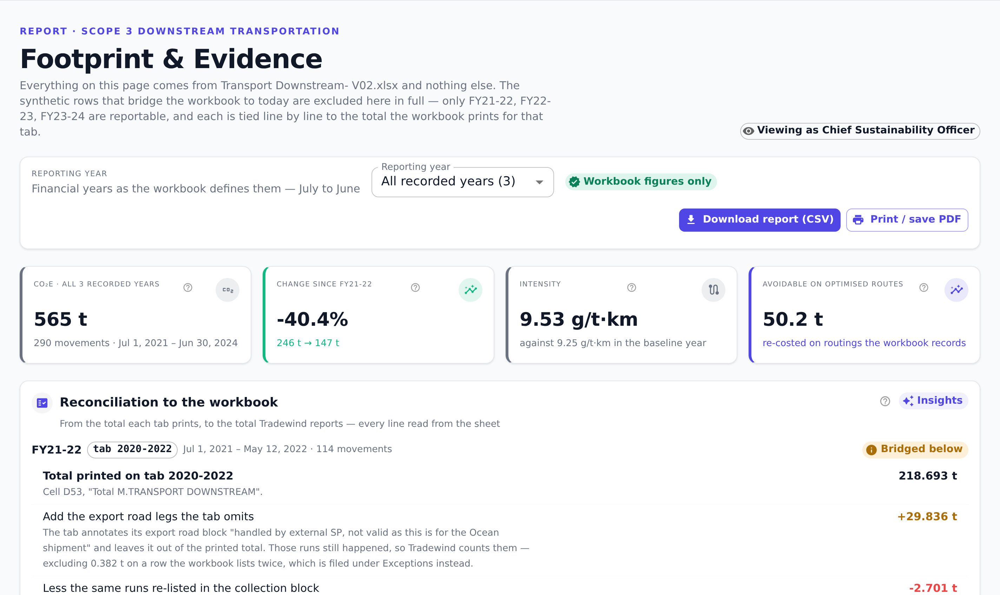 REPORT · SCOPE 3 DOWNSTREAM TRANSPORTATION
Footprint & Evidence
Everything on this page comes from Transport Downstream- V02.xlsx and nothing else. The
synthetic rows that bridge the workbook to today are excluded here in full — only FY21-22, FY22-
23, FY23-24 are reportable, and each is tied line by line to the total the workbook prints for that
tab.
Viewing as Chief Sustainability Officer
REPORTING YEAR
Financial years as the workbook defines them — July to June
Reporting year
All recorded years (3)
Workbook figures only
Download report (CSV)
Print / save PDF
CO₂E · ALL 3 RECORDED YEARS
co₂
565 t
290 movements · Jul 1, 2021 – Jun 30, 2024
CHANGE SINCE FY21-22
-40.4%
246 t → 147 t
INTENSITY
9.53 g/t·km
against 9.25 g/t·km in the baseline year
AVOIDABLE ON OPTIMISED ROUTES
50.2 t
re-costed on routings the workbook records
Reconciliation to the workbook
Insights
From the total each tab prints, to the total Tradewind reports — every line read from the sheet
FY21-22 tab 2020-2022 Jul 1, 2021 – May 12, 2022 · 114 movements
Bridged below
Total printed on tab 2020-2022 218.693 t
Cell D53, "Total M.TRANSPORT DOWNSTREAM".
Add the export road legs the tab omits +29.836 t
The tab annotates its export road block "handled by external SP, not valid as this is for the Ocean
shipment" and leaves it out of the printed total. Those runs still happened, so Tradewind counts them —
excluding 0.382 t on a row the workbook lists twice, which is filed under Exceptions instead.
Less the same runs re-listed in the collection block -2.701 t